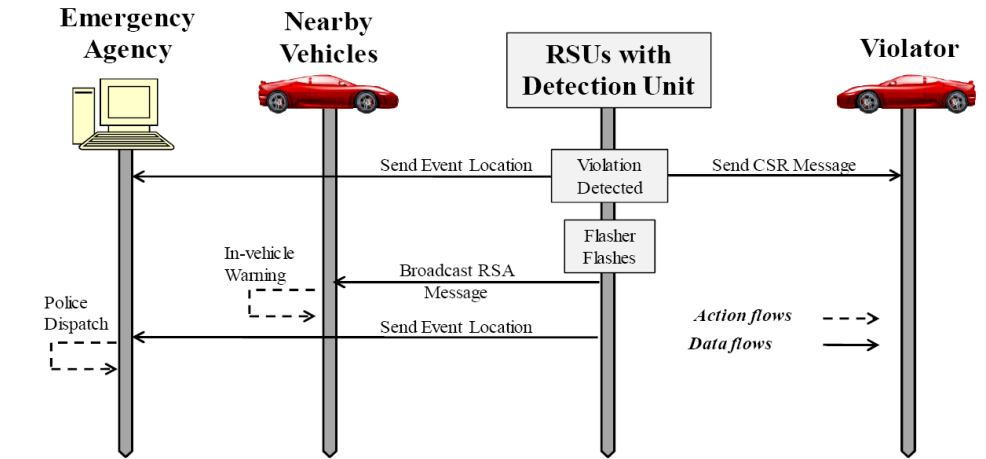 Emergency
Agency
Nearby
Vehicles
RSUs with
Detection Unit
Violator
Send Event Location
Violation
Detected
Send CSR Message
Flasher
Flashes
In-vehicle
Warning
Broadcast RSA
Message
Police
Dispatch
Send Event Location
Action flows
Data flows